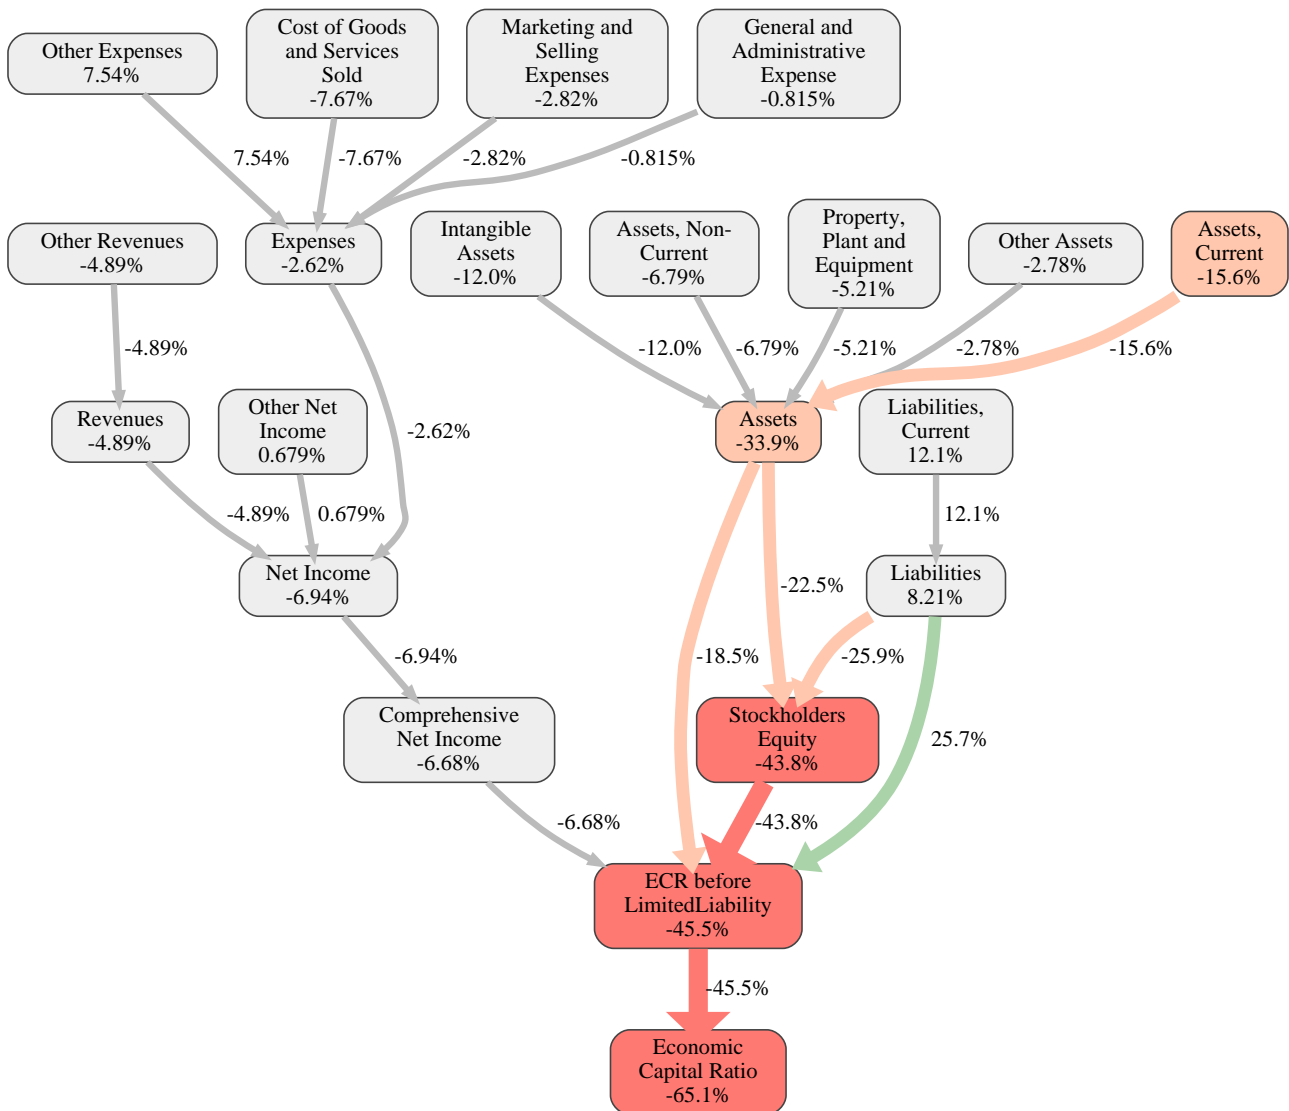 Other Expenses
7.54%
Cost of Goods
and Services
Sold
-7.67%
Marketing and
Selling
Expenses
-2.82%
General and
Administrative
Expense
-0.815%
7.54%
-7.67%
-2.82%
-0.815%
Other Revenues
-4.89%
Expenses
-2.62%
Intangible
Assets
-12.0%
Assets, Non-
Current
-6.79%
Property,
Plant and
Equipment
-5.21%
Other Assets
-2.78%
Assets,
Current
-15.6%
-4.89%
-12.0%
-6.79%
-5.21%
-2.78%
-15.6%
Revenues
-4.89%
Other Net
Income
0.679%
-2.62%
Assets
-33.9%
Liabilities,
Current
12.1%
-4.89%
0.679%
12.1%
Net Income
-6.94%
-22.5%
Liabilities
8.21%
-6.94%
-18.5%
-25.9%
Comprehensive
Net Income
-6.68%
Stockholders
Equity
-43.8%
25.7%
-6.68%
-43.8%
ECR before
LimitedLiability
-45.5%
-45.5%
Economic
Capital Ratio
-65.1%